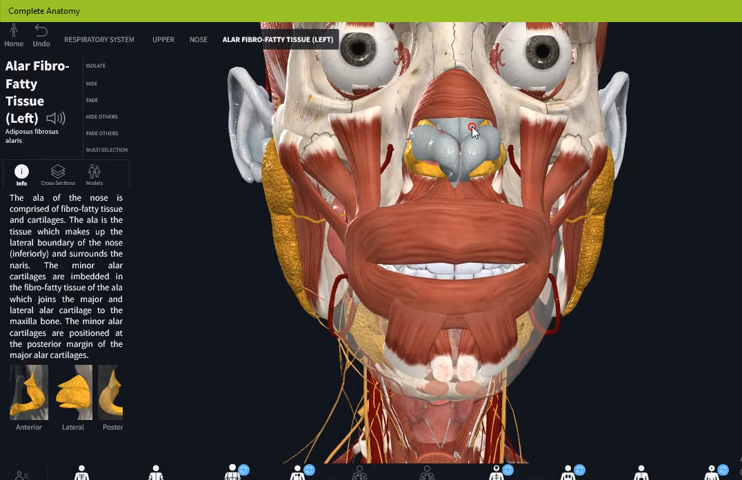 Complete Anatomy
Home
Undo
RESPIRATORY SYSTEM
UPPER
NOSE
ALAR FIBRO-FATTY TISSUE (LEFT)
Alar Fibro-
Fatty
Tissue
(Left)
Adiposus fibrosus
alaris
ISOLATE
HIDE
FADE
HIDE OTHERS
FADE OTHERS
MULTI SELECTION
Info
Cross-Sections
Models
The ala of the nose is
comprised of fibro-fatty tissue
and cartilages. The ala is the
tissue which makes up the
lateral boundary of the nose
(inferiorly) and surrounds the
naris. The minor alar
cartilages are imbedded in
the fibro-fatty tissue of the ala
which joins the major and
lateral alar cartilage to the
maxilla bone. The minor alar
cartilages are positioned at
the posterior margin of the
major alar cartilages.
Anterior
Lateral
Poster